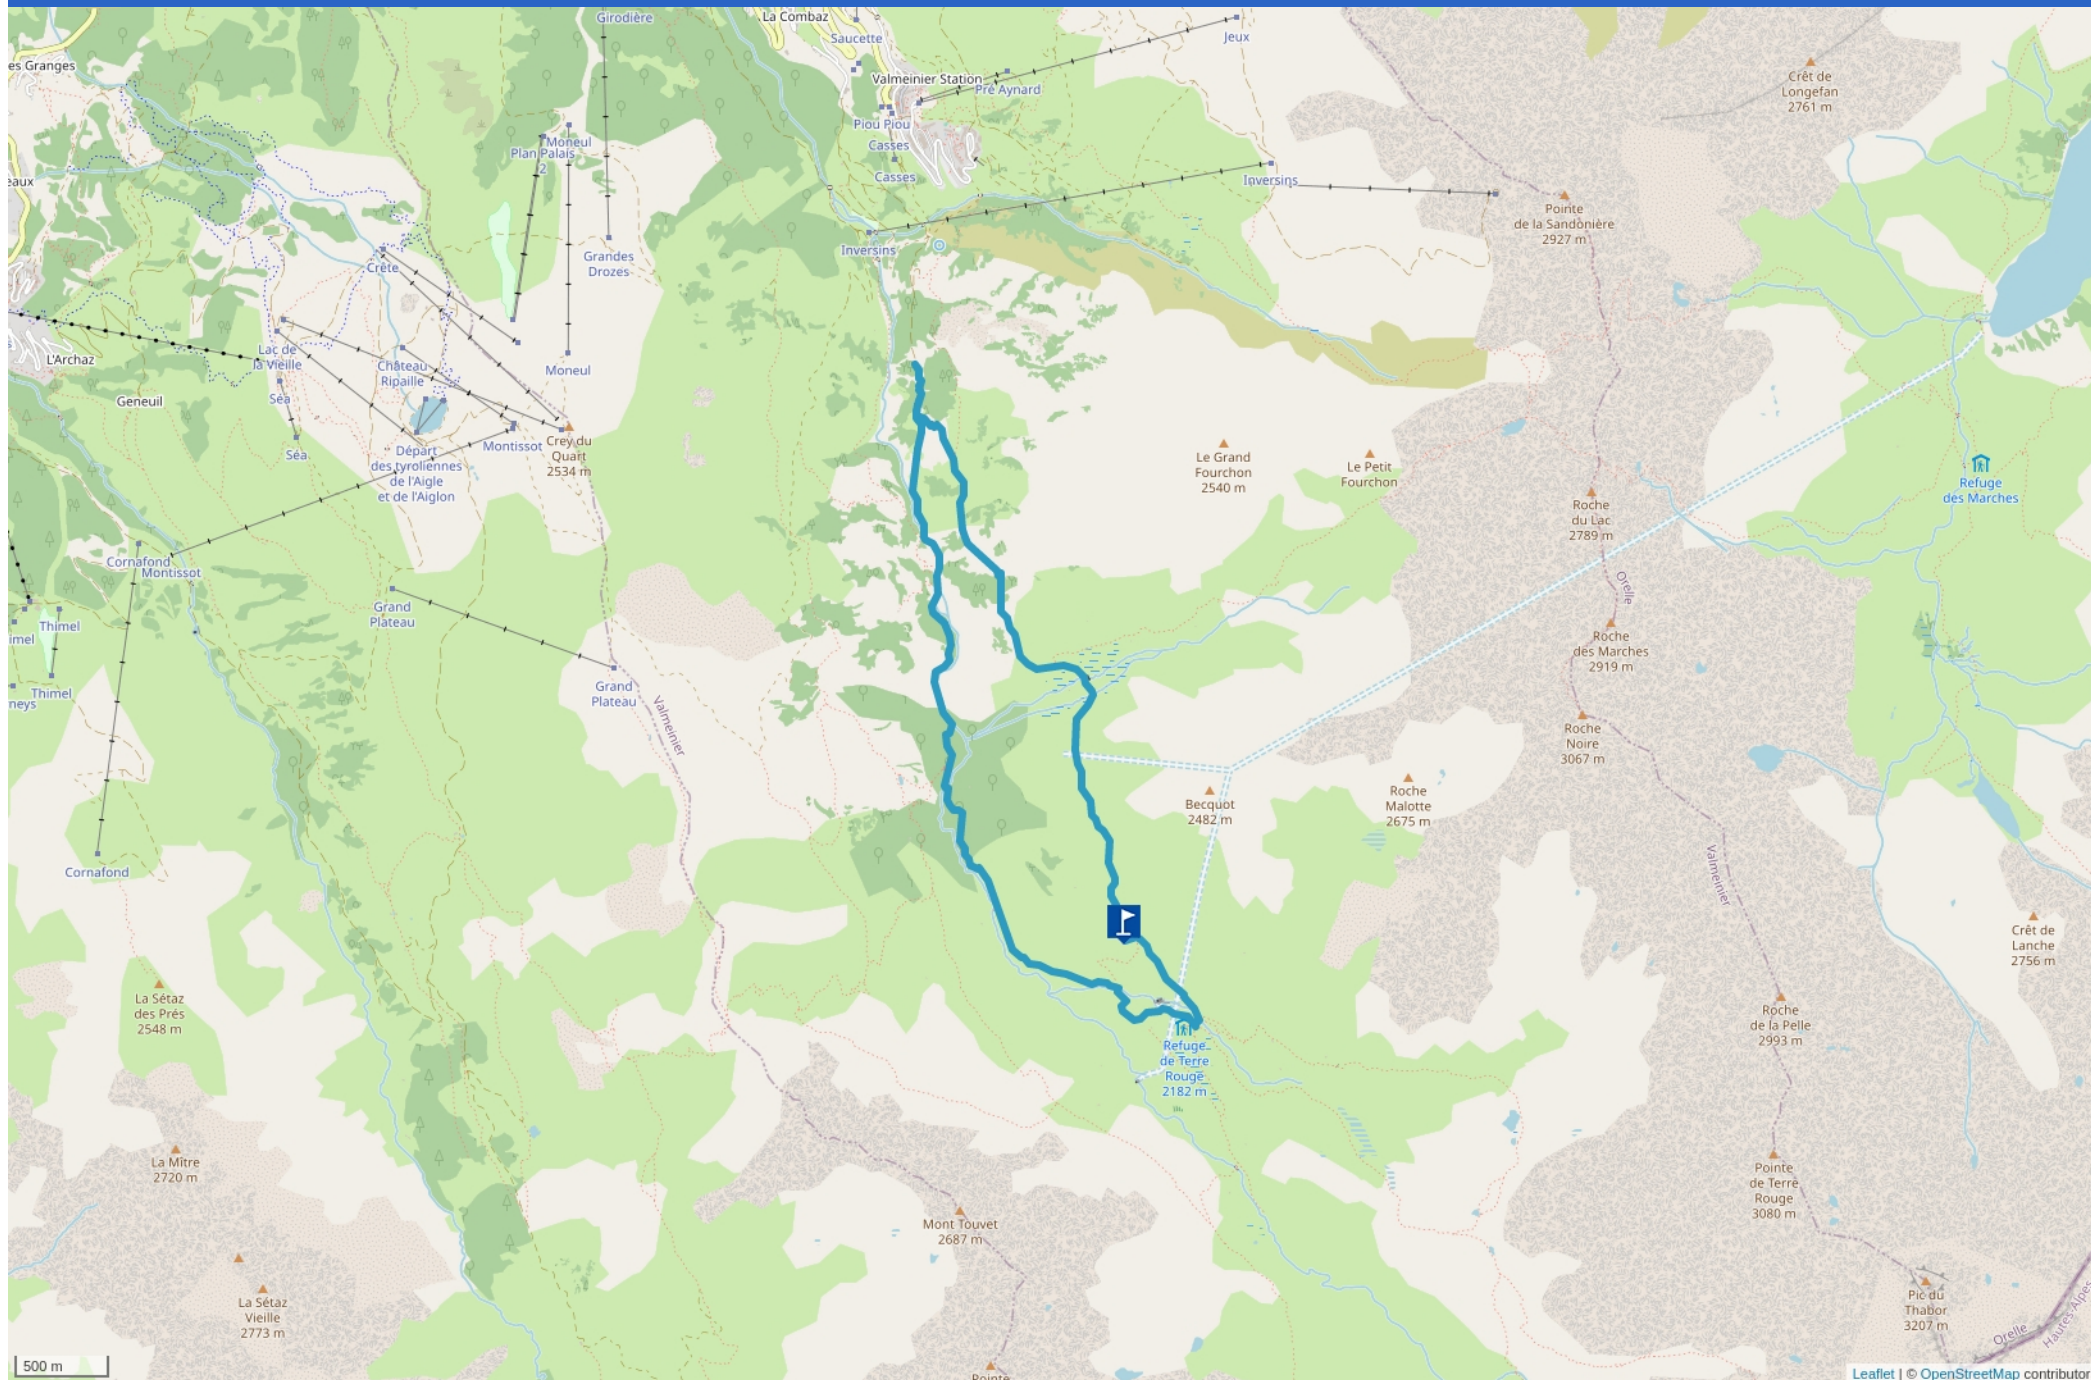 Girodière
La Combaz
Saucette
Jeux
es Granges
Valmeinier Station
Pré Aynard
Crêt de
Longefan
2761 m
Piou Piou
Moneul
Plan Palais
2
Casses
Casses
eaux
Inversins
Pointe
de la Sandonière
2927 m
Inversins
Grandes
Drozes
Crête
L'Archaz
Lac de
la Vieille
Château
Ripaille
Moneul
Séa
Geneuil
Séa
Départ
des tyroliennes
de l'Aigle
et de l'Aiglon
Montissot
Crey du
Quart
2534 m
Le Grand
Fourchon
2540 m
Le Petit
Fourchon
Refuge
des Marches
Roche
du Lac
2789 m
Cornafond
Montissot
Orelle
Grand
Plateau
Thimel
imel
Roche
des Marches
2919 m
Thimel
neys
Grand
Plateau
Valmeinier
Roche
Noire
3067 m
Becquot
2482 m
Roche
Malotte
2675 m
Cornafond
Valmeinier
Crêt de
Lanche
2756 m
La Sétaz
des Prés
2548 m
Roche
de la Pelle
2993 m
Refuge
de Terre
Rouge
2182 m
La Mître
2720 m
Pointe
de Terre
Rouge
3080 m
Mont Touvet
2687 m
La Sétaz
Vieille
2773 m
Pic du
Thabor
3207 m
Orelle
Hautes-Alpes
500 m
Pointe
Leaflet | © OpenStreetMap contributor